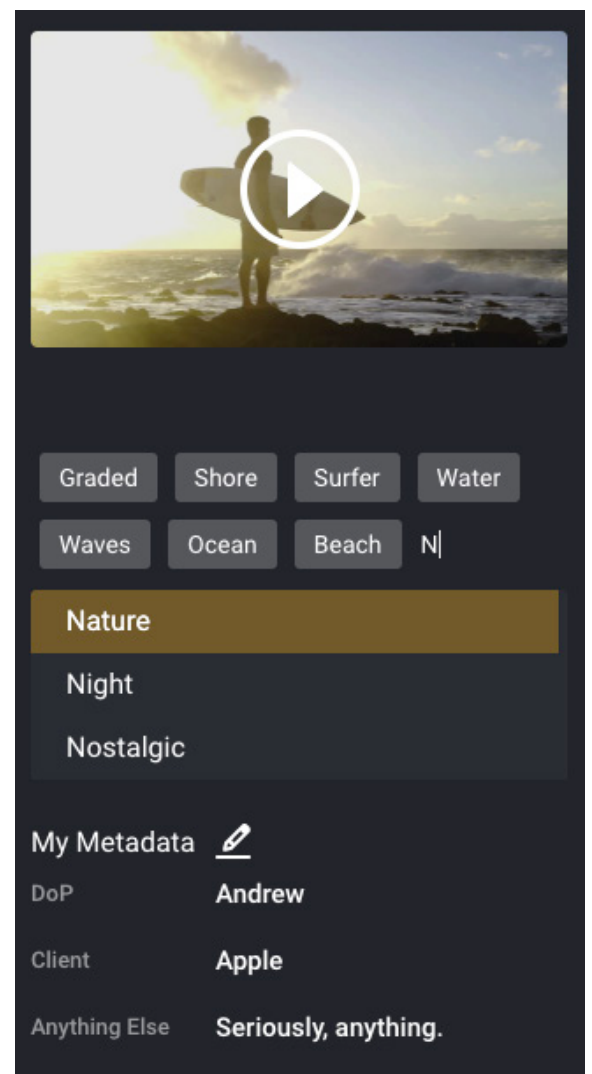 Graded Shore Surfer Water
Waves Ocean Beach N
Nature
Night
Nostalgic
My Metadata
DoP Andrew
Client Apple
Anything Else Seriously, anything.